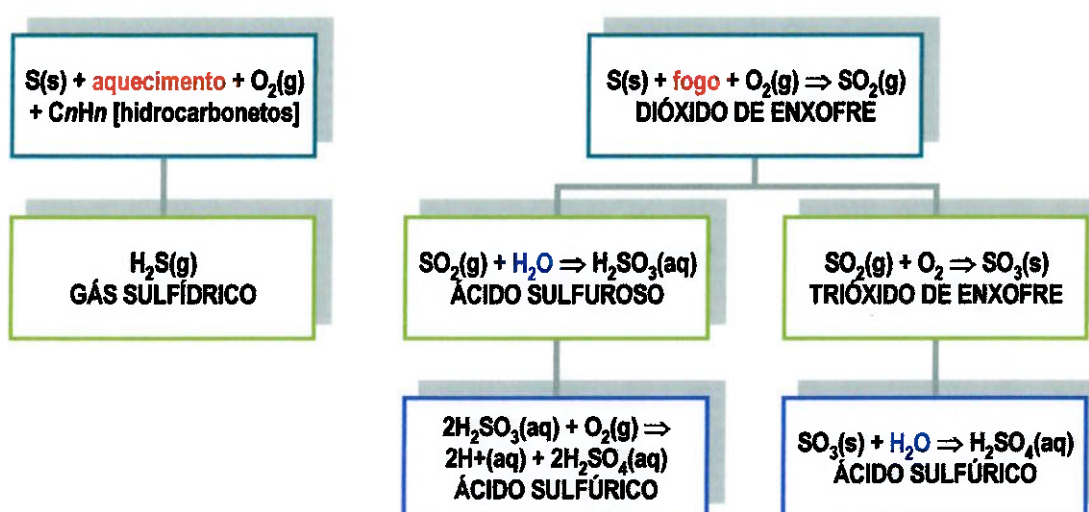 S(s) + aquecimento + O₂(g)
+ CnHn [hidrocarbonetos]
H₂S(g)
GÁS SULFÍDRICO
S(s) + fogo + O₂(g) ⇒ SO₂(g)
DIÓXIDO DE ENXOFRE
SO₂(g) + H₂O ⇒ H₂SO₃(aq)
ÁCIDO SULFUROSO
SO₂(g) + O₂ ⇒ SO₃(s)
TRIÓXIDO DE ENXOFRE
2H₂SO₃(aq) + O₂(g) ⇒
2H+(aq) + 2H₂SO₄(aq)
ÁCIDO SULFÚRICO
SO₃(s) + H₂O ⇒ H₂SO₄(aq)
ÁCIDO SULFÚRICO